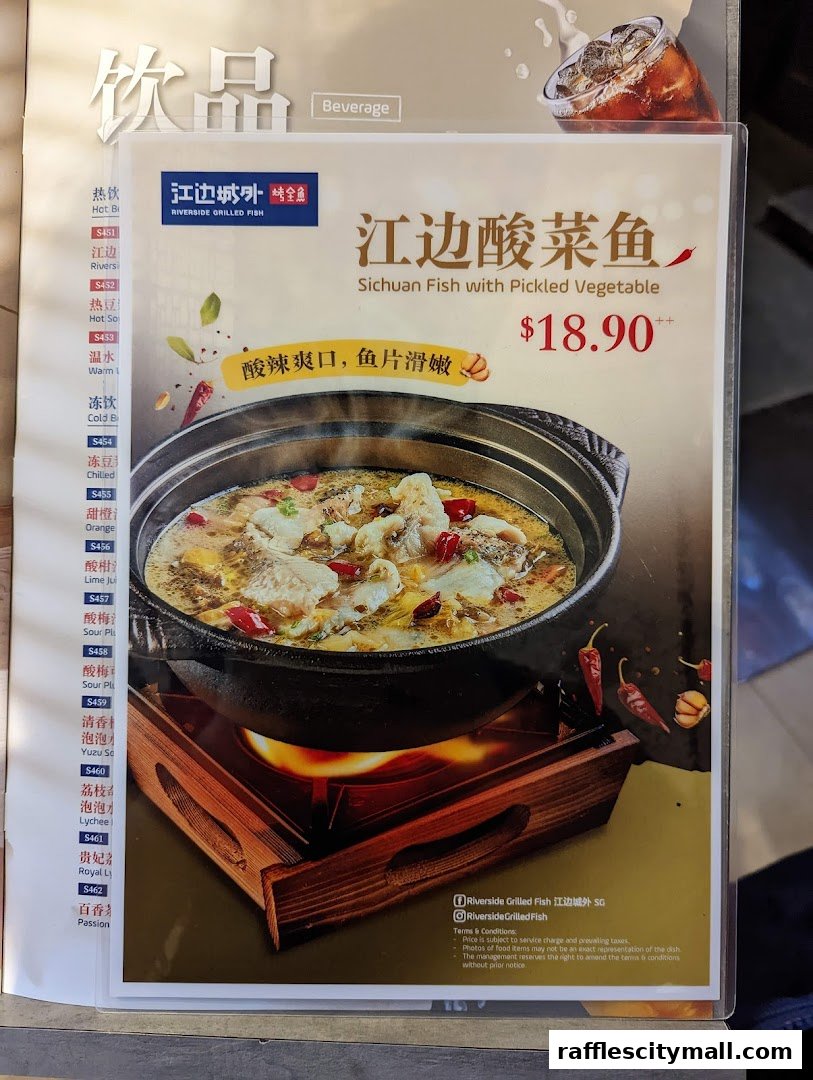 饮品
Beverage
江边城外 烤全鱼
RIVERSIDE GRILLED FISH
江边酸菜鱼
Sichuan Fish with Pickled Vegetable
$18.90++
酸辣爽口，鱼片滑嫩
热饮
Hot
S451
江边
S452
热豆
Hot
S453
温水
Warm
冻饮
Cold
S454
冻豆
Chilled
S455
甜橙
Orange
S456
酸柑
Lime
S457
酸梅
Sour
S458
酸梅
Sour
S459
清香
泡泡
Yuzu
S460
荔枝
泡泡
Lychee
S461
贵妃荔
Royal
S462
百香
Passion
Riverside Grilled Fish 江边城外 SG
RiversideGrilledFish
Terms & Conditions:
- Price is subject to service charge and prevailing taxes.
- Photos of food items may not be an exact representation of the dish.
- The management reserves the right to amend the terms & conditions
without prior notice.
rafflescitymall.com